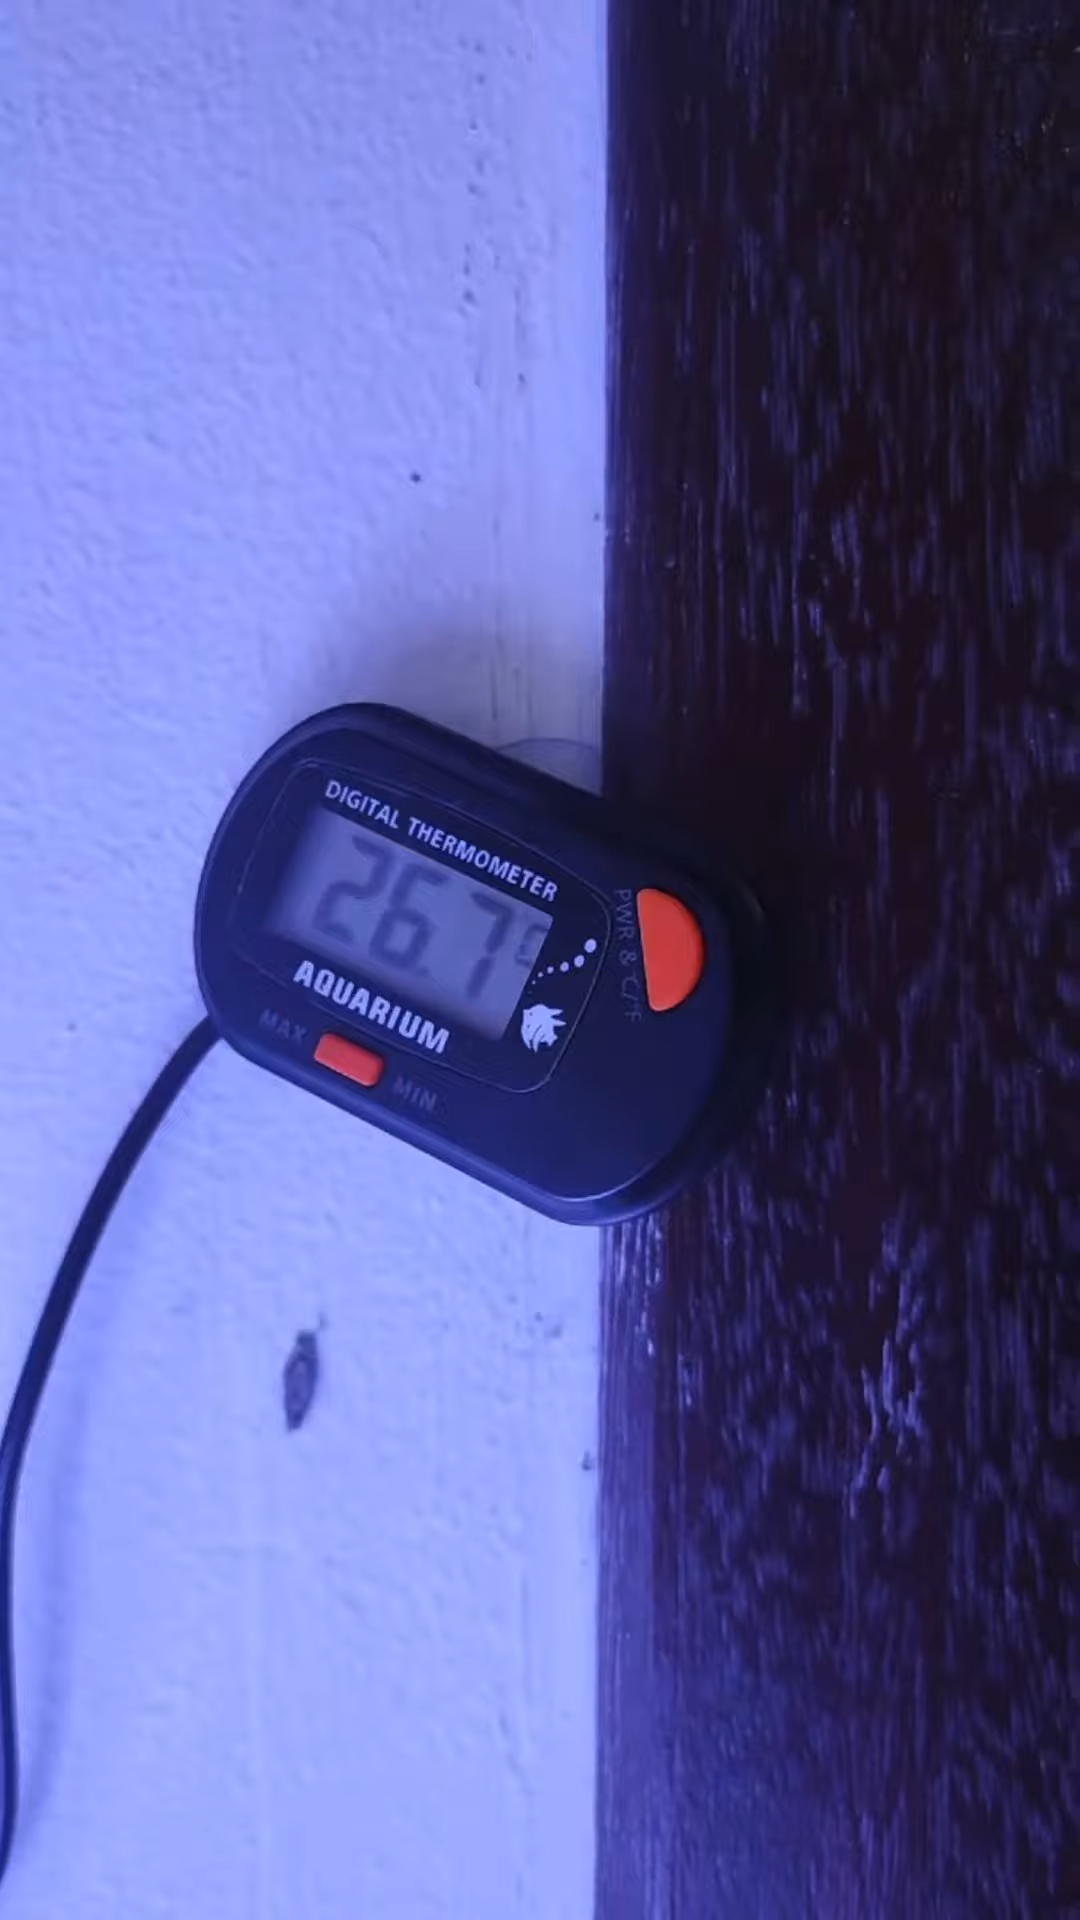 DIGITAL THERMOMETER
26.7°
AQUARIUM
MAX
MIN
PWR & C/°F